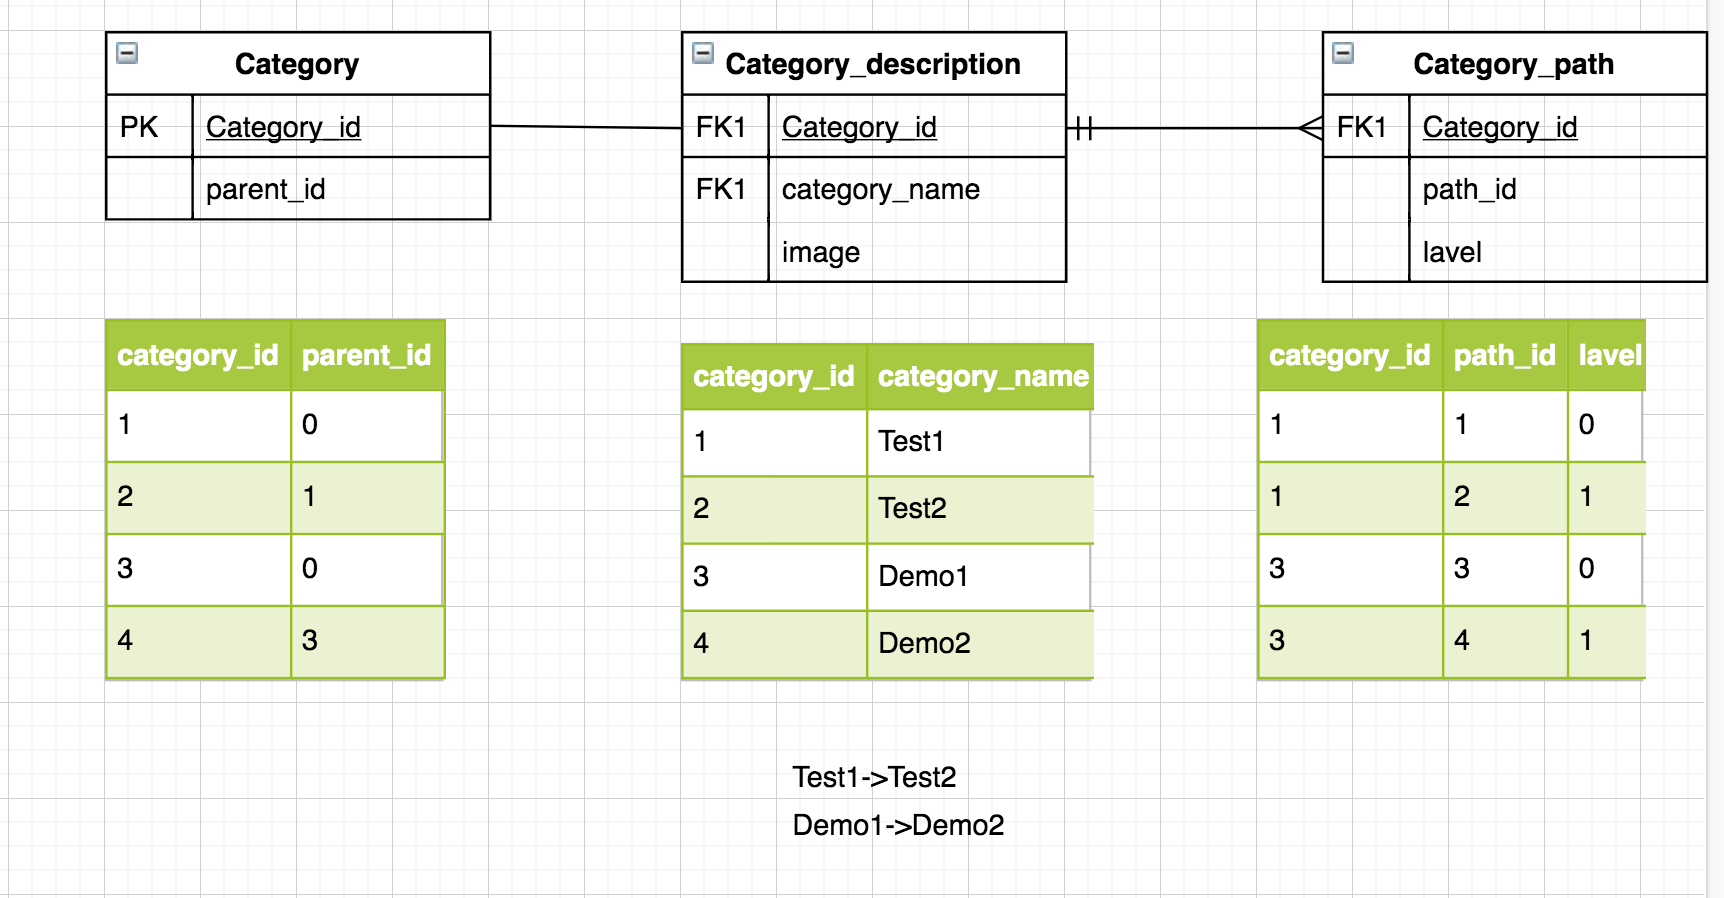 Category
PK Category_id
parent_id
Category_description
FK1 Category_id
FK1 category_name
image
Category_path
FK1 Category_id
path_id
lavel
category_id parent_id
1 0
2 1
3 0
4 3
category_id category_name
1 Test1
2 Test2
3 Demo1
4 Demo2
category_id path_id lavel
1 1 0
1 2 1
3 3 0
3 4 1
Test1->Test2
Demo1->Demo2